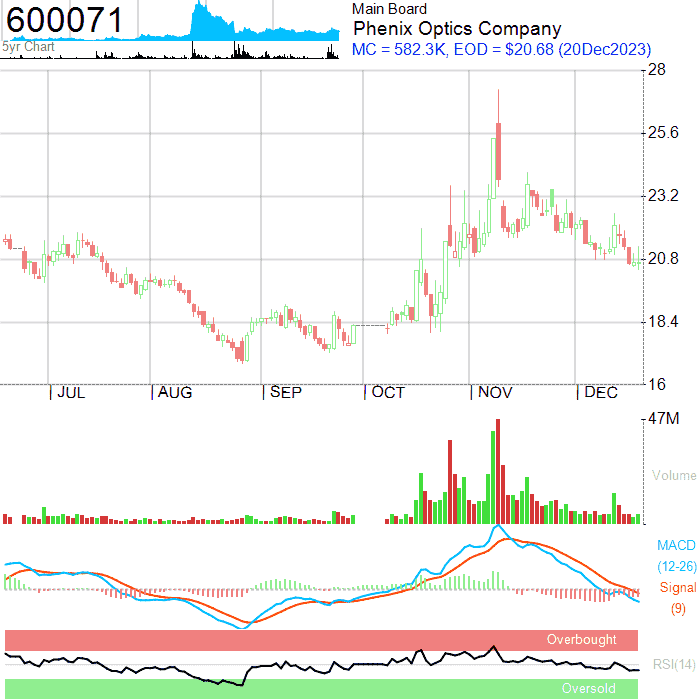 600071
5yr Chart
Main Board
Phenix Optics Company
MC = 582.3K, EOD = $20.68 (20Dec2023)
28
25.6
23.2
20.8
18.4
16
JUL AUG SEP OCT NOV DEC
47M
Volume
MACD
(12-26)
Signal
(9)
Overbought
RSI(14)
Oversold